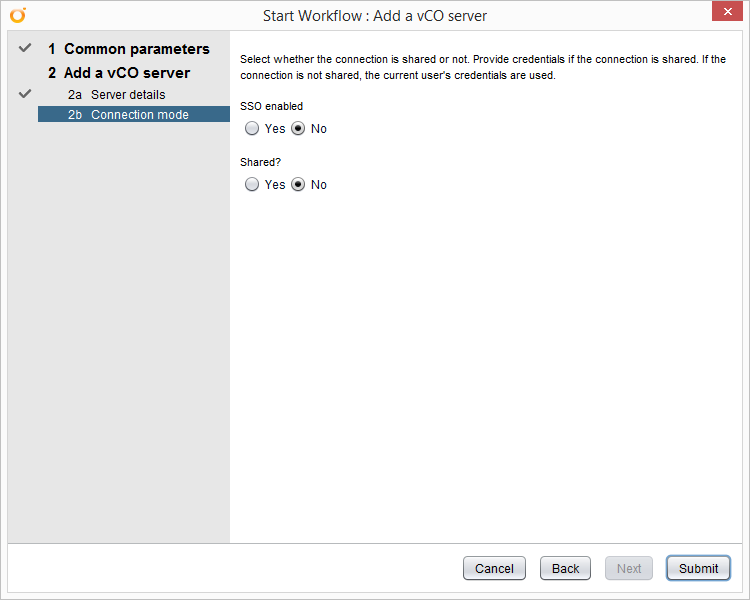 Start Workflow : Add a vCO server
1 Common parameters
2 Add a vCO server
2a Server details
2b Connection mode
Select whether the connection is shared or not. Provide credentials if the connection is shared. If the
connection is not shared, the current user's credentials are used.
SSO enabled
Yes No
Shared?
Yes No
Cancel Back Next Submit